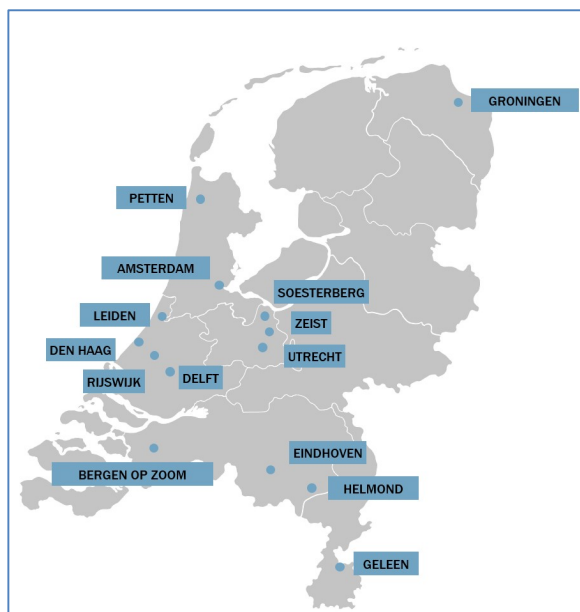 GRONINGEN
PETTEN
AMSTERDAM
SOESTERBERG
LEIDEN
ZEIST
DEN HAAG
UTRECHT
RIJSWIJK
DELFT
EINDHOVEN
BERGEN OP ZOOM
HELMOND
GELEEN